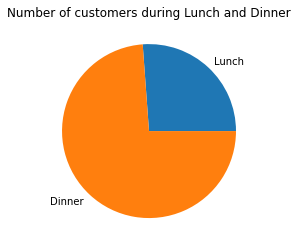 Number of customers during Lunch and Dinner
Lunch
Dinner